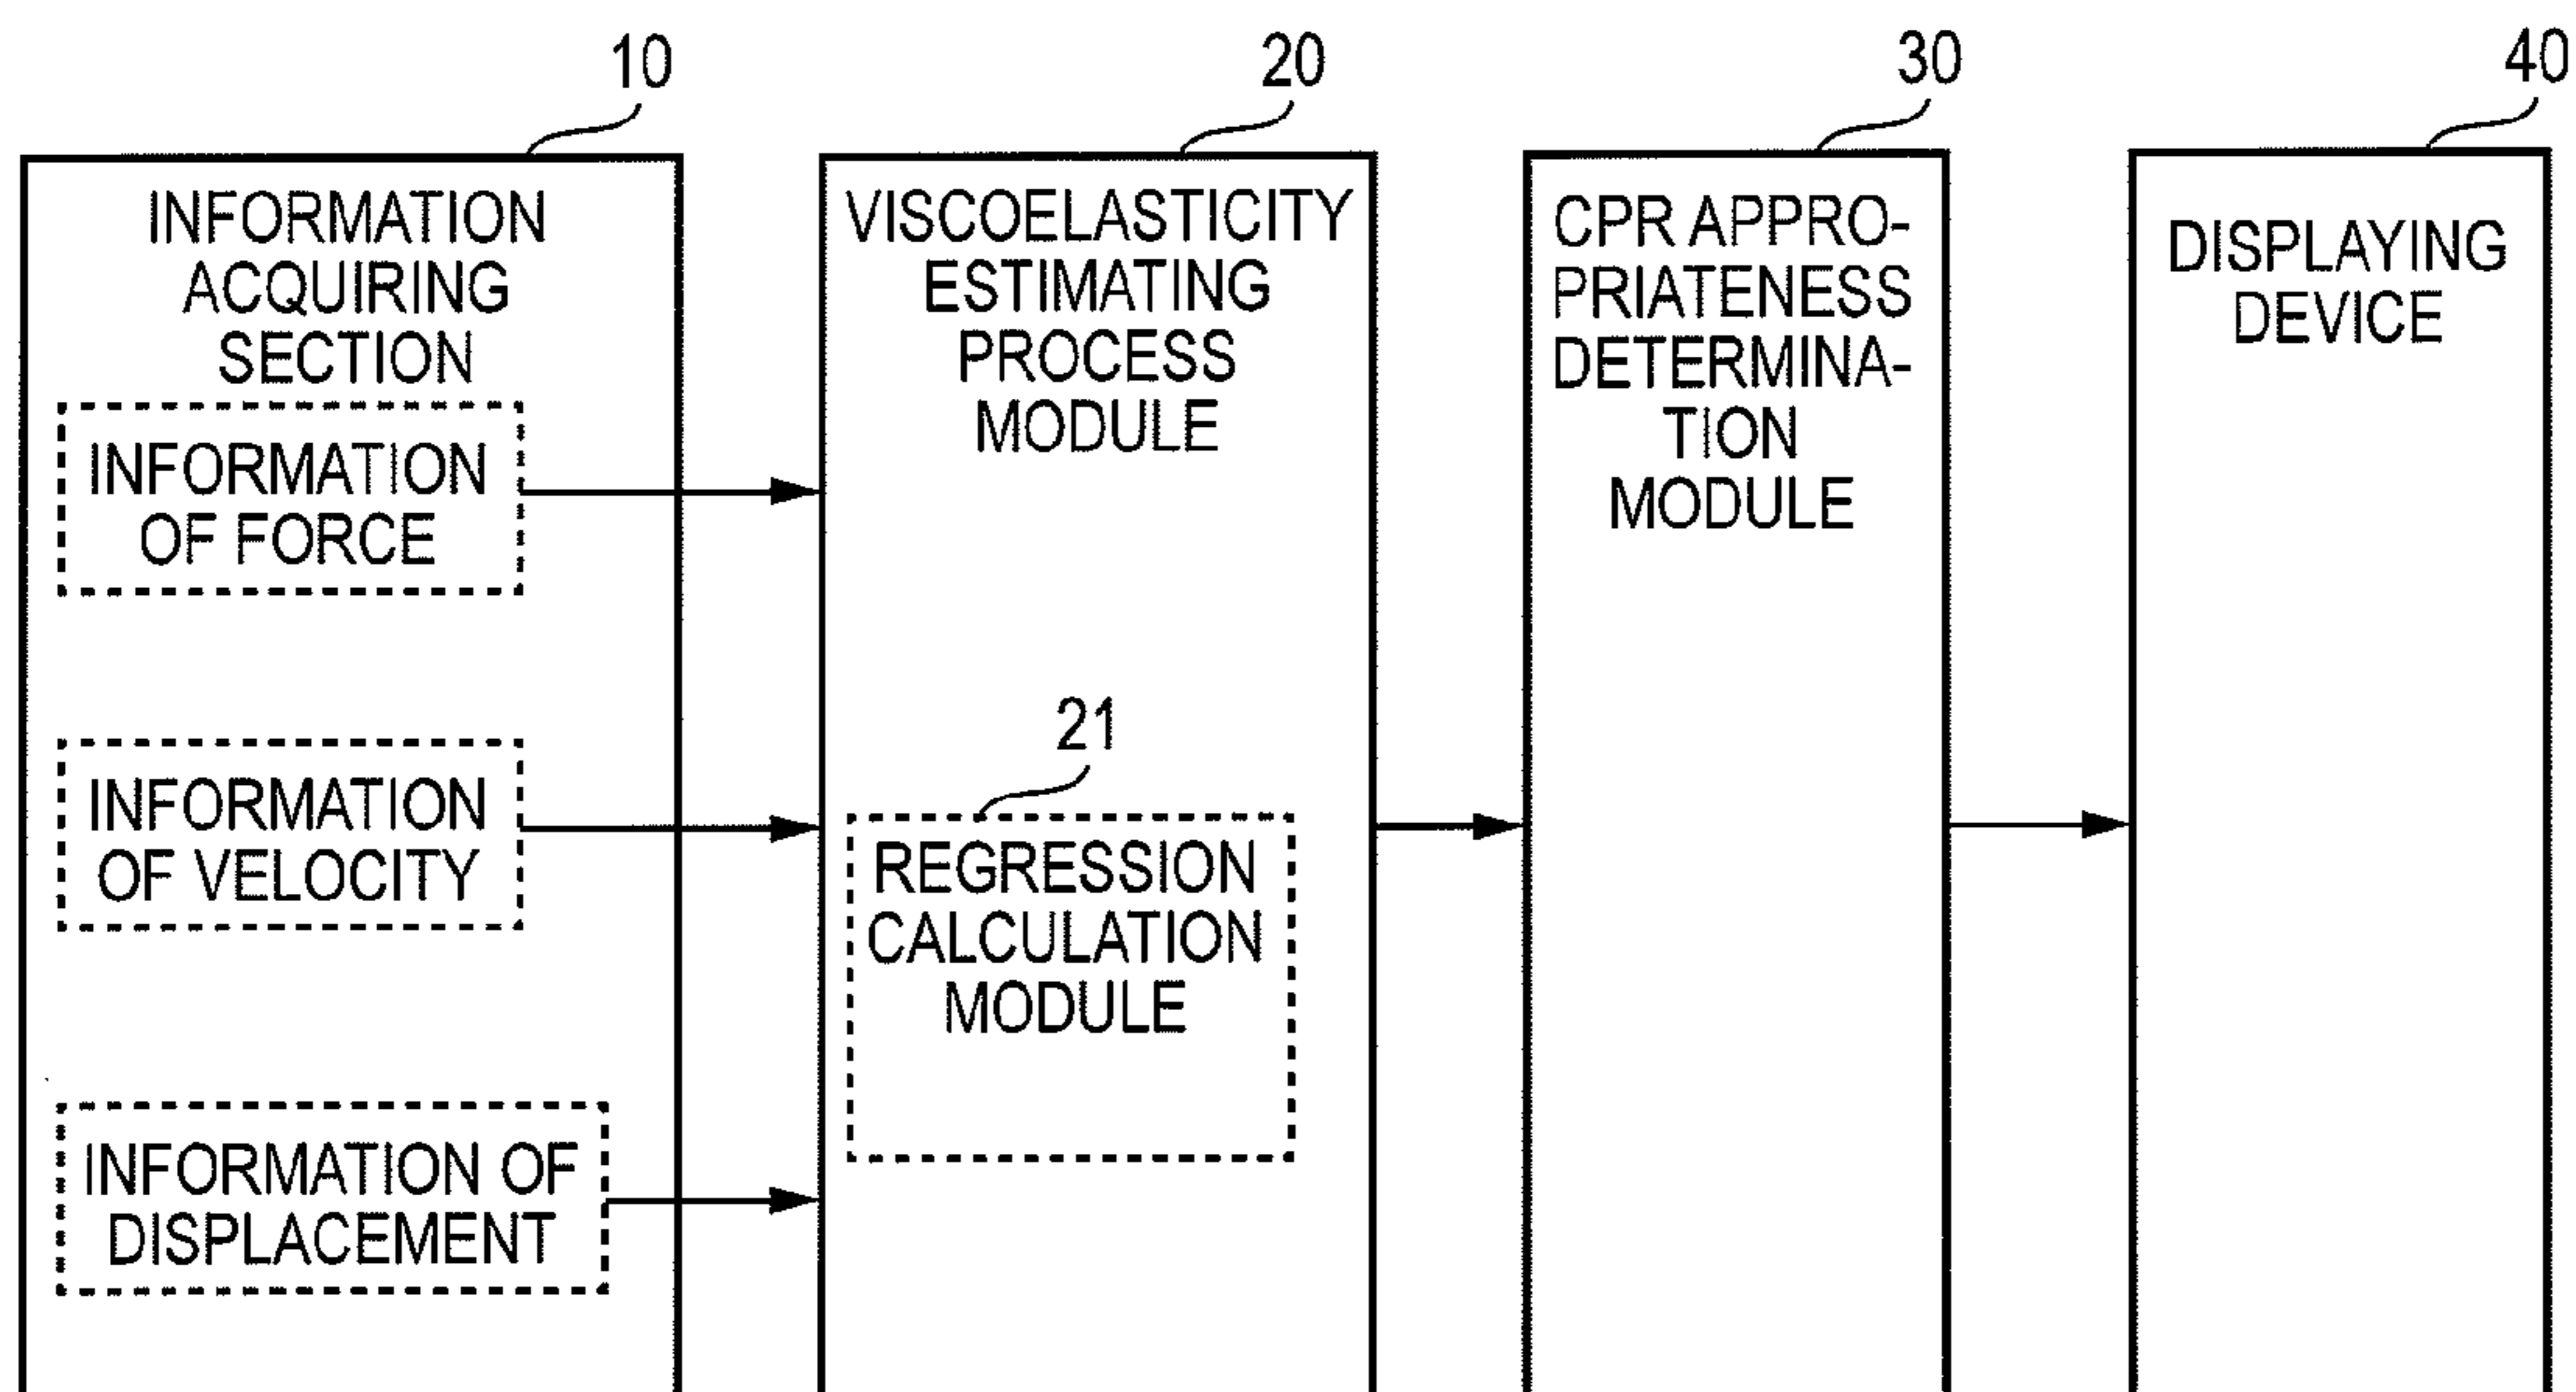 10
INFORMATION
ACQUIRING
SECTION
INFORMATION
OF FORCE
INFORMATION
OF VELOCITY
INFORMATION OF
DISPLACEMENT
20
VISCOELASTICITY
ESTIMATING
PROCESS
MODULE
21
REGRESSION
CALCULATION
MODULE
30
CPR APPRO-
PRIATENESS
DETERMINA-
TION
MODULE
40
DISPLAYING
DEVICE